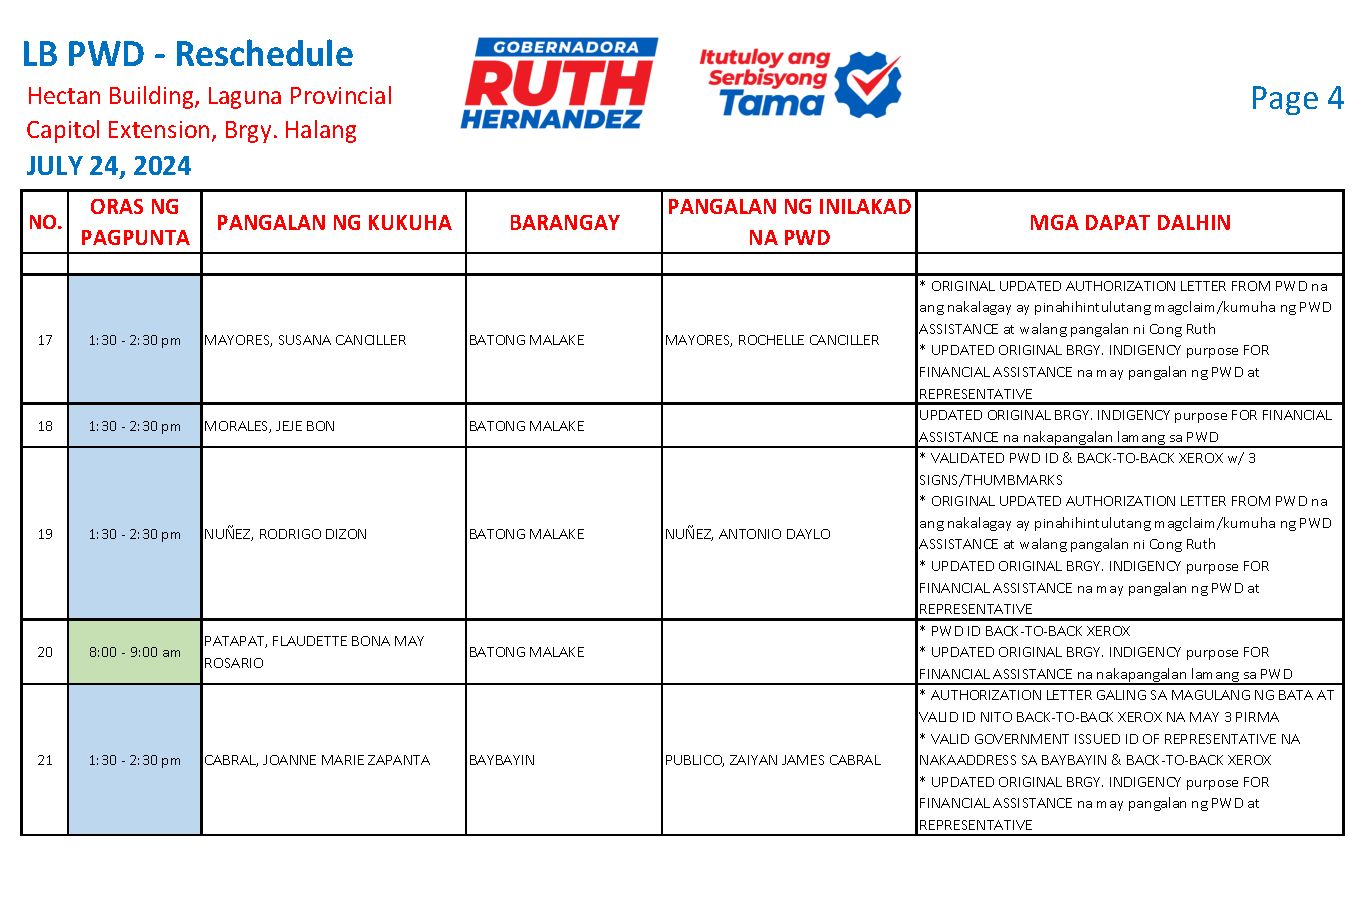 LB PWD - Reschedule
Hectan Building, Laguna Provincial
Capitol Extension, Brgy. Halang
JULY 24, 2024
GOBERNADORA
RUTH
HERNANDEZ
Itutuloy ang
Serbisyong
Tama
Page 4
NO.
ORAS NG
PAGPUNTA
PANGALAN NG KUKUHA
BARANGAY
PANGALAN NG INILAKAD
NA PWD
MGA DAPAT DALHIN
17
1:30 - 2:30 pm
MAYORES, SUSANA CANCILLER
BATONG MALAKE
MAYORES, ROCHELLE CANCILLER
* ORIGINAL UPDATED AUTHORIZATION LETTER FROM PWD na
ang nakalagay ay pinahihintulutang magclaim/kumuha ng PWD
ASSISTANCE at walang pangalan ni Cong Ruth
* UPDATED ORIGINAL BRGY. INDIGENCY purpose FOR
FINANCIAL ASSISTANCE na may pangalan ng PWD at
REPRESENTATIVE
18
1:30 - 2:30 pm
MORALES, JEJE BON
BATONG MALAKE
UPDATED ORIGINAL BRGY. INDIGENCY purpose FOR FINANCIAL
ASSISTANCE na nakapangalan lamang sa PWD
19
1:30 - 2:30 pm
NUÑEZ, RODRIGO DIZON
BATONG MALAKE
NUÑEZ, ANTONIO DAYLO
* VALIDATED PWD ID & BACK-TO-BACK XEROX w/ 3
SIGNS/THUMBMARKS
* ORIGINAL UPDATED AUTHORIZATION LETTER FROM PWD na
ang nakalagay ay pinahihintulutang magclaim/kumuha ng PWD
ASSISTANCE at walang pangalan ni Cong Ruth
* UPDATED ORIGINAL BRGY. INDIGENCY purpose FOR
FINANCIAL ASSISTANCE na may pangalan ng PWD at
REPRESENTATIVE
20
8:00 - 9:00 am
PATAPAT, FLAUDETTE BONA MAY
ROSARIO
BATONG MALAKE
* PWD ID BACK-TO-BACK XEROX
* UPDATED ORIGINAL BRGY. INDIGENCY purpose FOR
FINANCIAL ASSISTANCE na nakapangalan lamang sa PWD
21
1:30 - 2:30 pm
CABRAL, JOANNE MARIE ZAPANTA
BAYBAYIN
PUBLICO, ZAIYAN JAMES CABRAL
* AUTHORIZATION LETTER GALING SA MAGULANG NG BATA AT
VALID ID NITO BACK-TO-BACK XEROX NA MAY 3 PIRMA
* VALID GOVERNMENT ISSUED ID OF REPRESENTATIVE NA
NAKAADDRESS SA BAYBAYIN & BACK-TO-BACK XEROX
* UPDATED ORIGINAL BRGY. INDIGENCY purpose FOR
FINANCIAL ASSISTANCE na may pangalan ng PWD at
REPRESENTATIVE